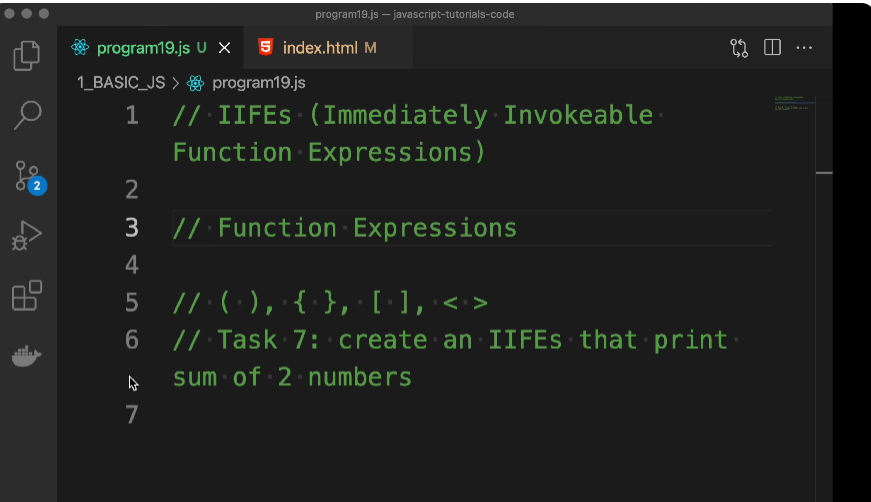 program19.js — javascript-tutorials-code
program19.js U
index.html M
1_BASIC_JS > program19.js
1 // IIFEs (Immediately Invokeable
Function Expressions)
2
3 // Function Expressions
4
5 // ( ), { }, [ ], < >
6 // Task 7: create an IIFEs that print
sum of 2 numbers
7
2